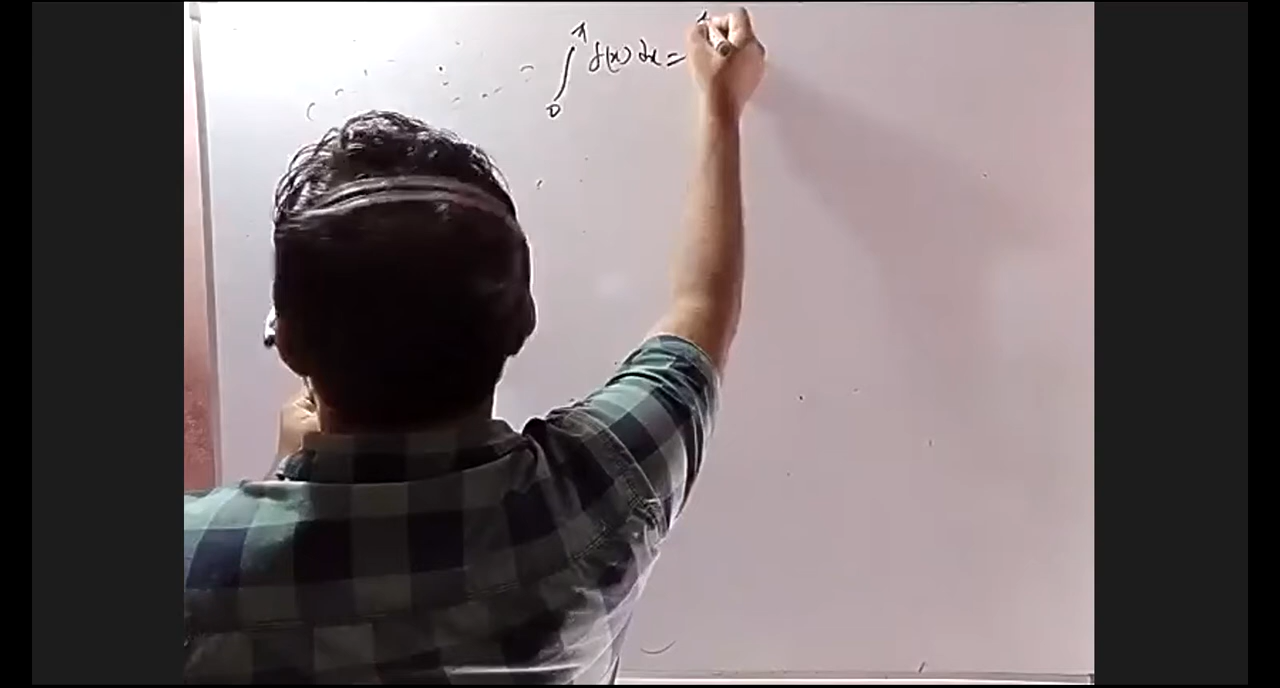 ∫₀^π f(x) dx =